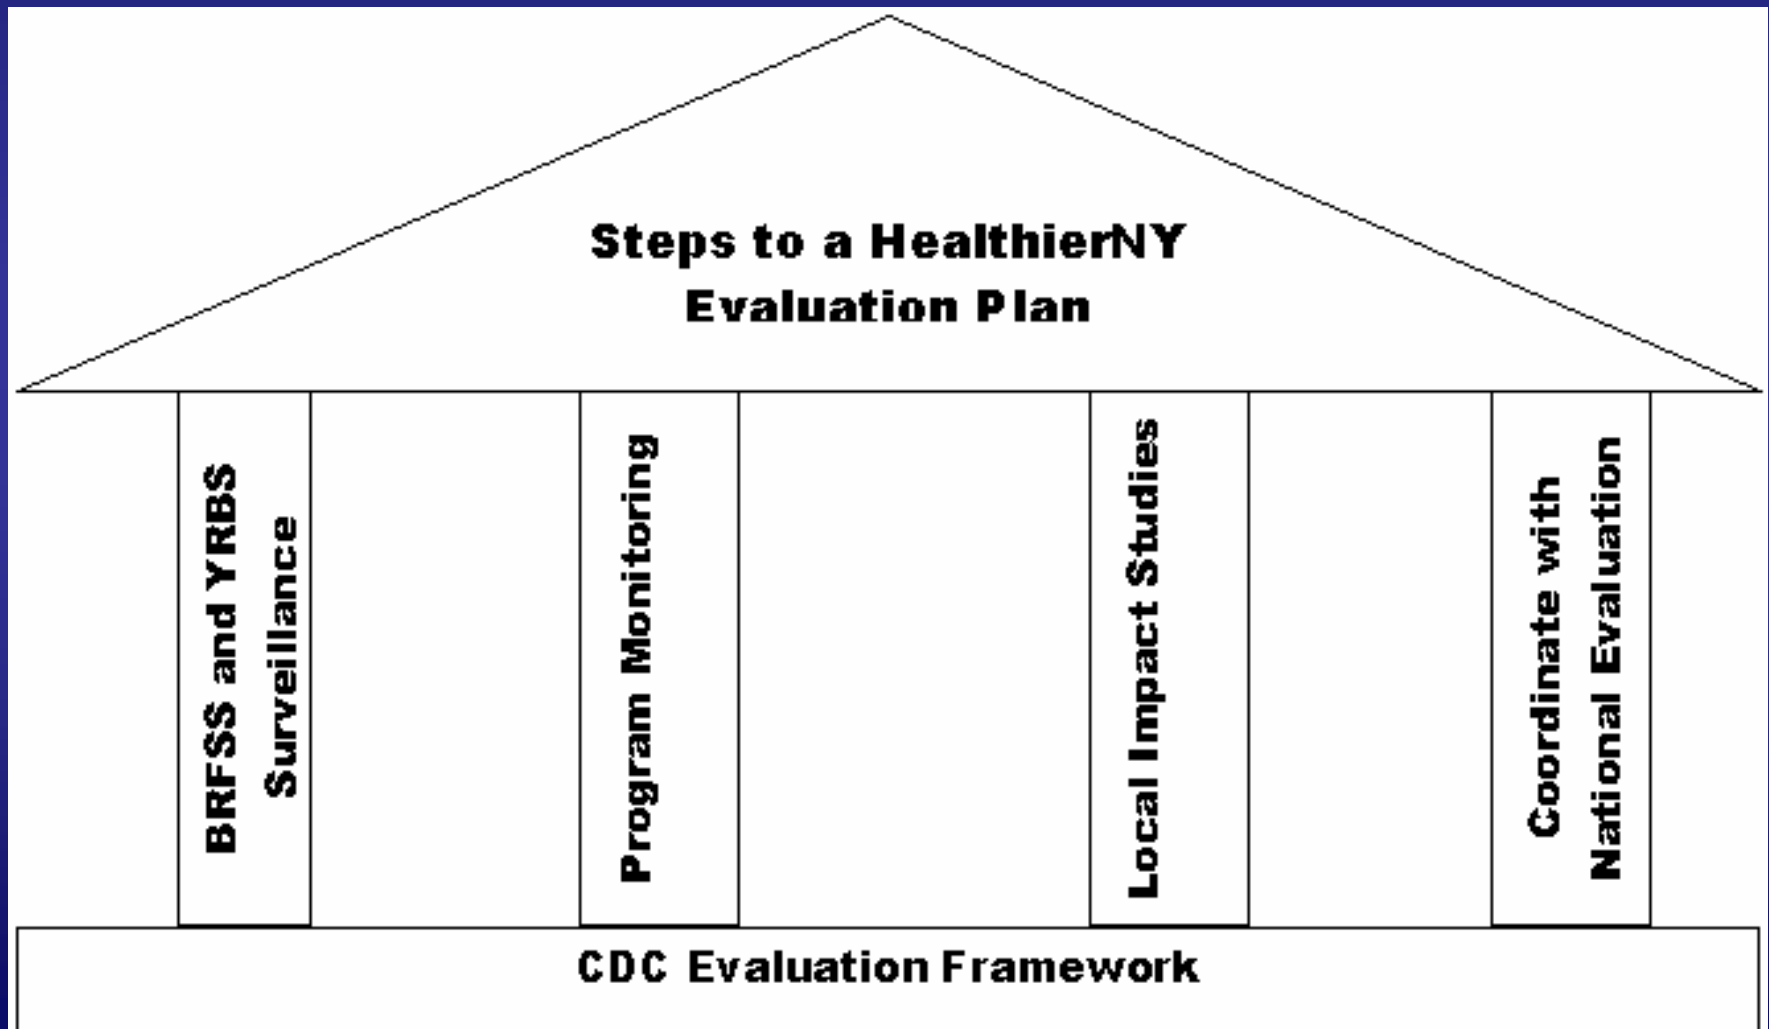 Steps to a HealthierNY
Evaluation Plan
BRFSS and YRBS
Surveillance
Program Monitoring
Local Impact Studies
Coordinate with
National Evaluation
CDC Evaluation Framework